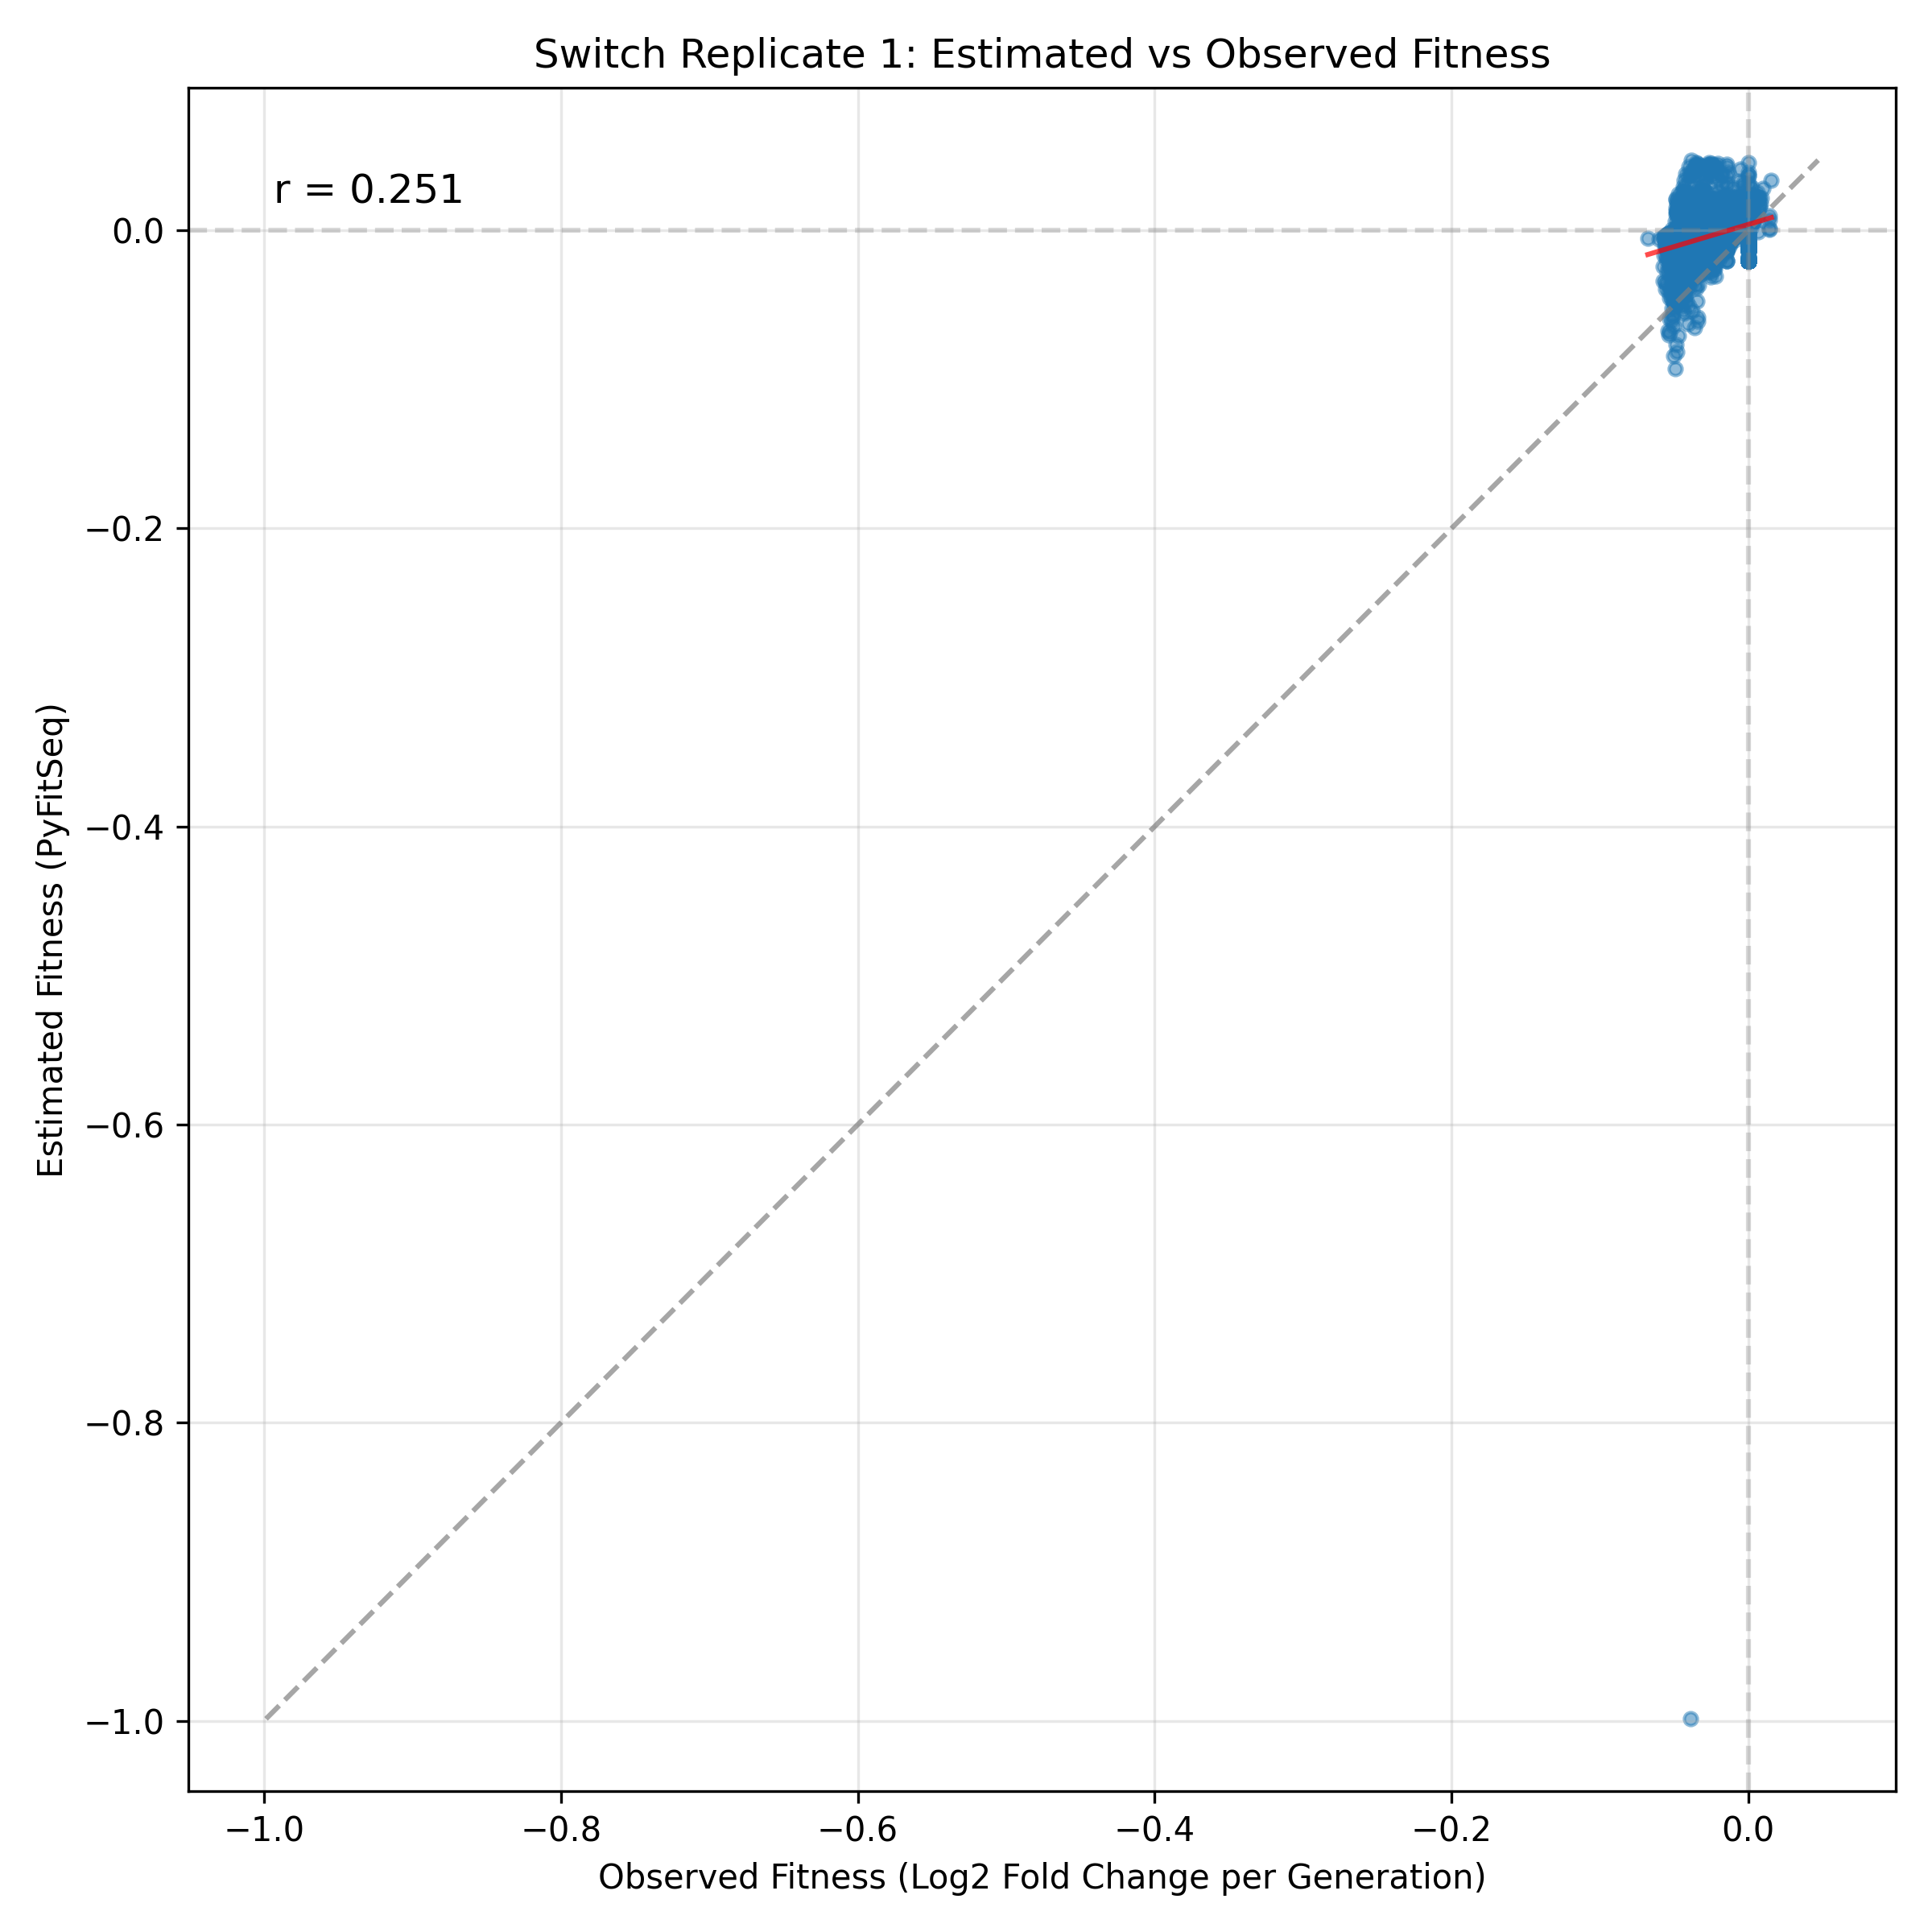 Switch Replicate 1: Estimated vs Observed Fitness
r = 0.251
0.0
−0.2
−0.4
−0.6
−0.8
−1.0
Estimated Fitness (PyFitSeq)
−1.0 −0.8 −0.6 −0.4 −0.2 0.0
Observed Fitness (Log2 Fold Change per Generation)